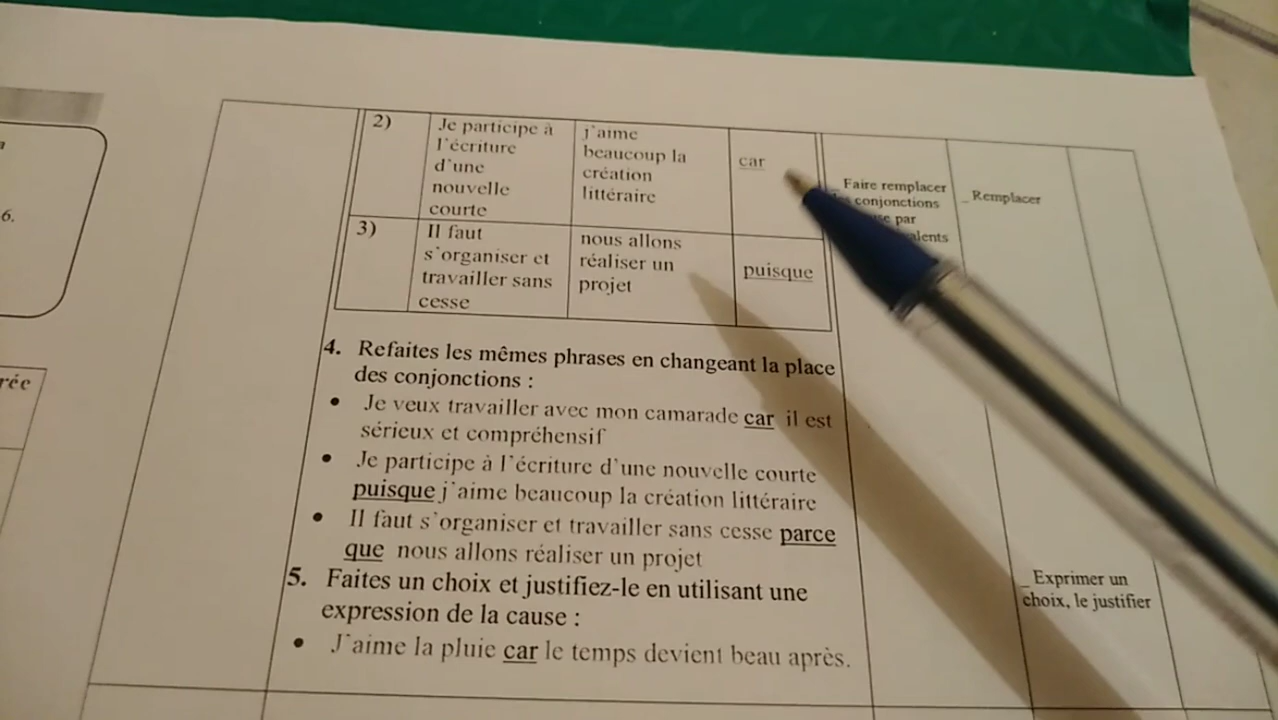 6.
rée
2)
Je participe à
l'écriture
d'une
nouvelle
courte
j'aime
beaucoup la
création
littéraire
car
3)
Il faut
s'organiser et
travailler sans
cesse
nous allons
réaliser un
projet
puisque
_ Faire remplacer
conjonctions
par
_ Remplacer
4. Refaites les mêmes phrases en changeant la place
des conjonctions :
• Je veux travailler avec mon camarade car il est
sérieux et compréhensif
• Je participe à l'écriture d'une nouvelle courte
puisque j'aime beaucoup la création littéraire
• Il faut s'organiser et travailler sans cesse parce
que nous allons réaliser un projet
5. Faites un choix et justifiez-le en utilisant une
expression de la cause :
• J'aime la pluie car le temps devient beau après.
_ Exprimer un
choix, le justifier